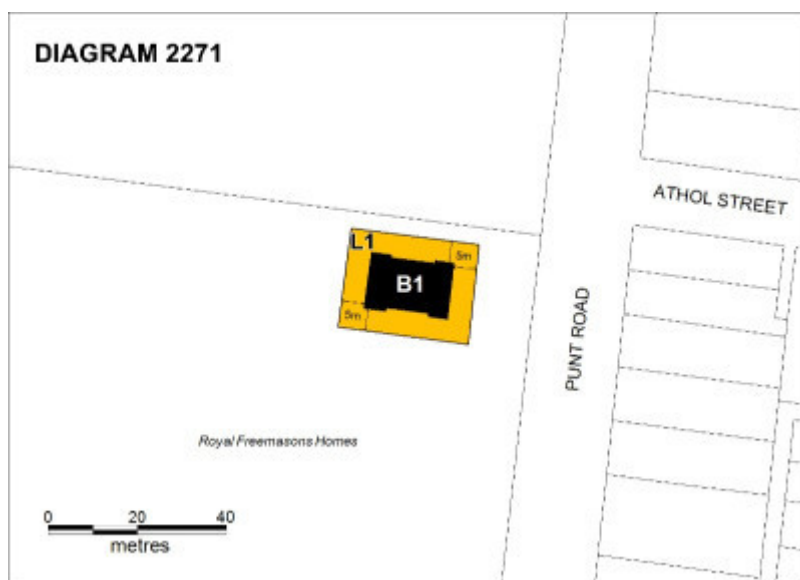 DIAGRAM 2271
ATHOL STREET
L1
5m
B1
5m
PUNT ROAD
Royal Freemasons Homes
0 20 40
metres